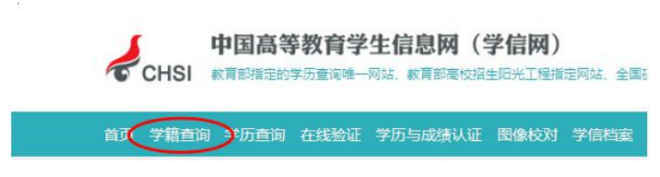 中国高等教育学生信息网（学信网）
CHSI
教育部指定的学历查询唯一网站、教育部高校招生阳光工程指定网站、全国
首页 学籍查询 学历查询 在线验证 学历与成绩认证 图像校对 学信档案